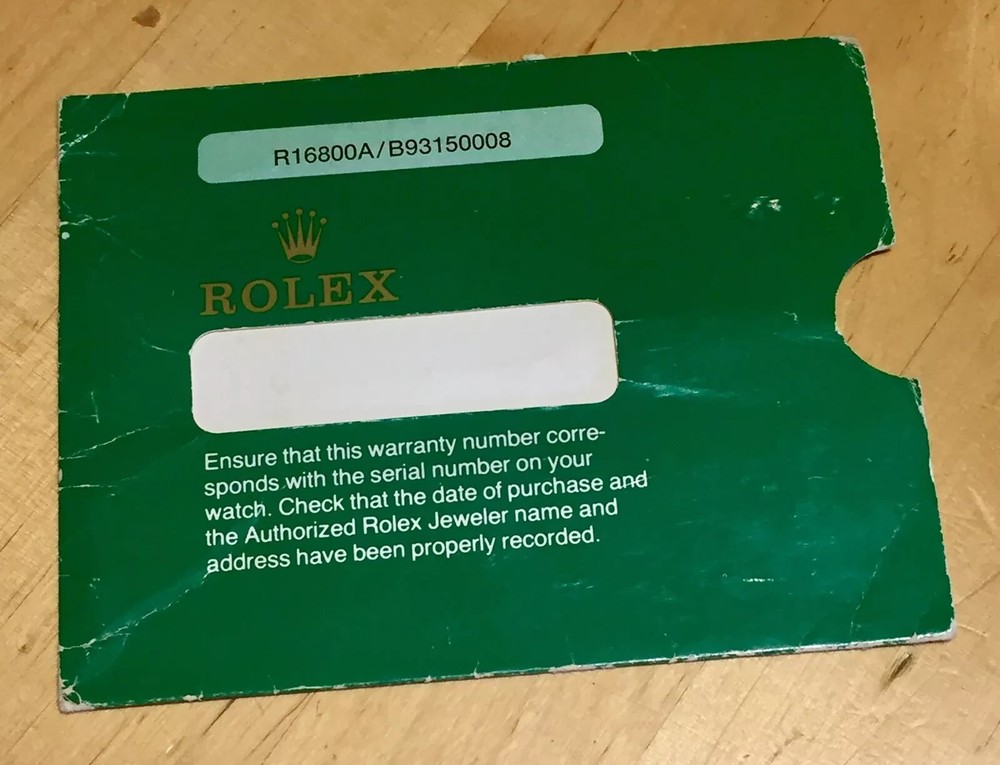 R16800A/B93150008
ROLEX
Ensure that this warranty number corre-
sponds with the serial number on your
watch. Check that the date of purchase and
the Authorized Rolex Jeweler name and
address have been properly recorded.